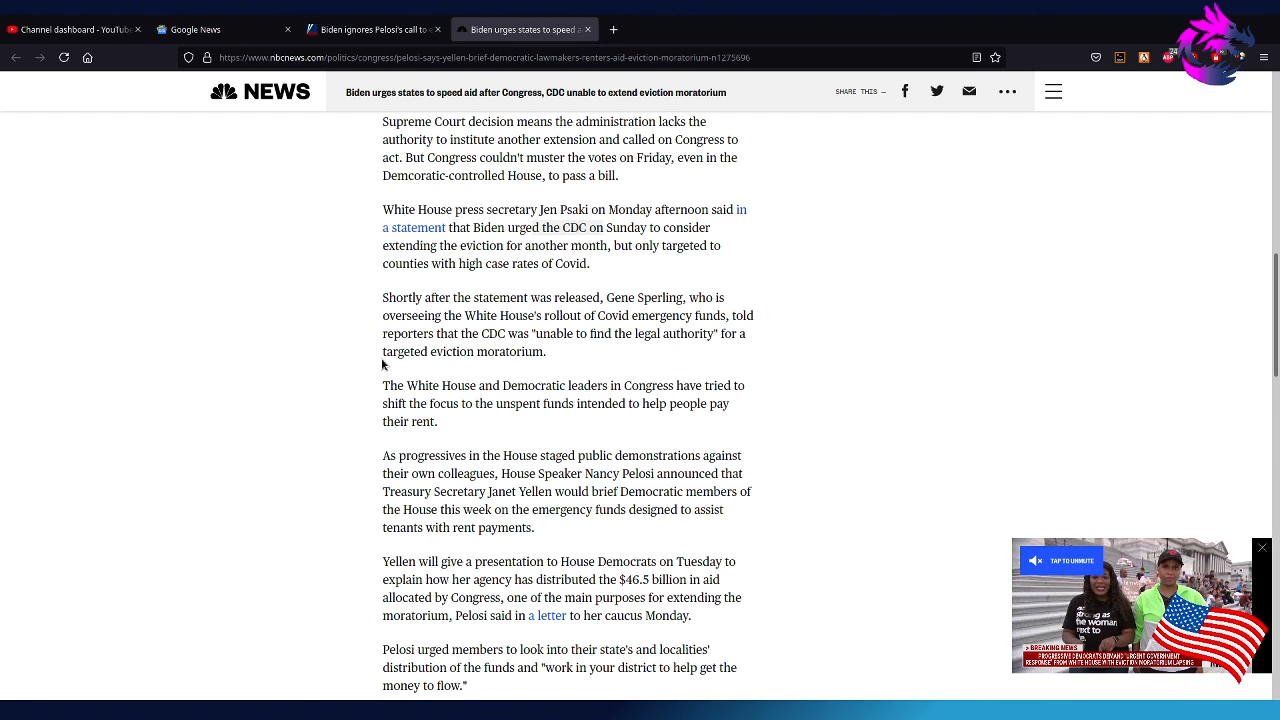 Channel dashboard - YouTube
Google News
Biden ignores Pelosi's call to e
Biden urges states to speed a
https://www.nbcnews.com/politics/congress/pelosi-says-yellen-brief-democratic-lawmakers-renters-aid-eviction-moratorium-n1275696
24
ABP
NEWS
Biden urges states to speed aid after Congress, CDC unable to extend eviction moratorium
SHARE THIS —
Supreme Court decision means the administration lacks the
authority to institute another extension and called on Congress to
act. But Congress couldn't muster the votes on Friday, even in the
Demcoratic-controlled House, to pass a bill.
White House press secretary Jen Psaki on Monday afternoon said in
a statement that Biden urged the CDC on Sunday to consider
extending the eviction for another month, but only targeted to
counties with high case rates of Covid.
Shortly after the statement was released, Gene Sperling, who is
overseeing the White House's rollout of Covid emergency funds, told
reporters that the CDC was "unable to find the legal authority" for a
targeted eviction moratorium.
The White House and Democratic leaders in Congress have tried to
shift the focus to the unspent funds intended to help people pay
their rent.
As progressives in the House staged public demonstrations against
their own colleagues, House Speaker Nancy Pelosi announced that
Treasury Secretary Janet Yellen would brief Democratic members of
the House this week on the emergency funds designed to assist
tenants with rent payments.
Yellen will give a presentation to House Democrats on Tuesday to
explain how her agency has distributed the $46.5 billion in aid
allocated by Congress, one of the main purposes for extending the
moratorium, Pelosi said in a letter to her caucus Monday.
Pelosi urged members to look into their state's and localities'
distribution of the funds and "work in your district to help get the
money to flow."
TAP TO UNMUTE
strong as
the woman
next to
BREAKING NEWS
PROGRESSIVE DEMOCRATS DEMAND "URGENT GOVERNMENT
RESPONSE" FROM WHITE HOUSE WITH EVICTION MORATORIUM LAPSING